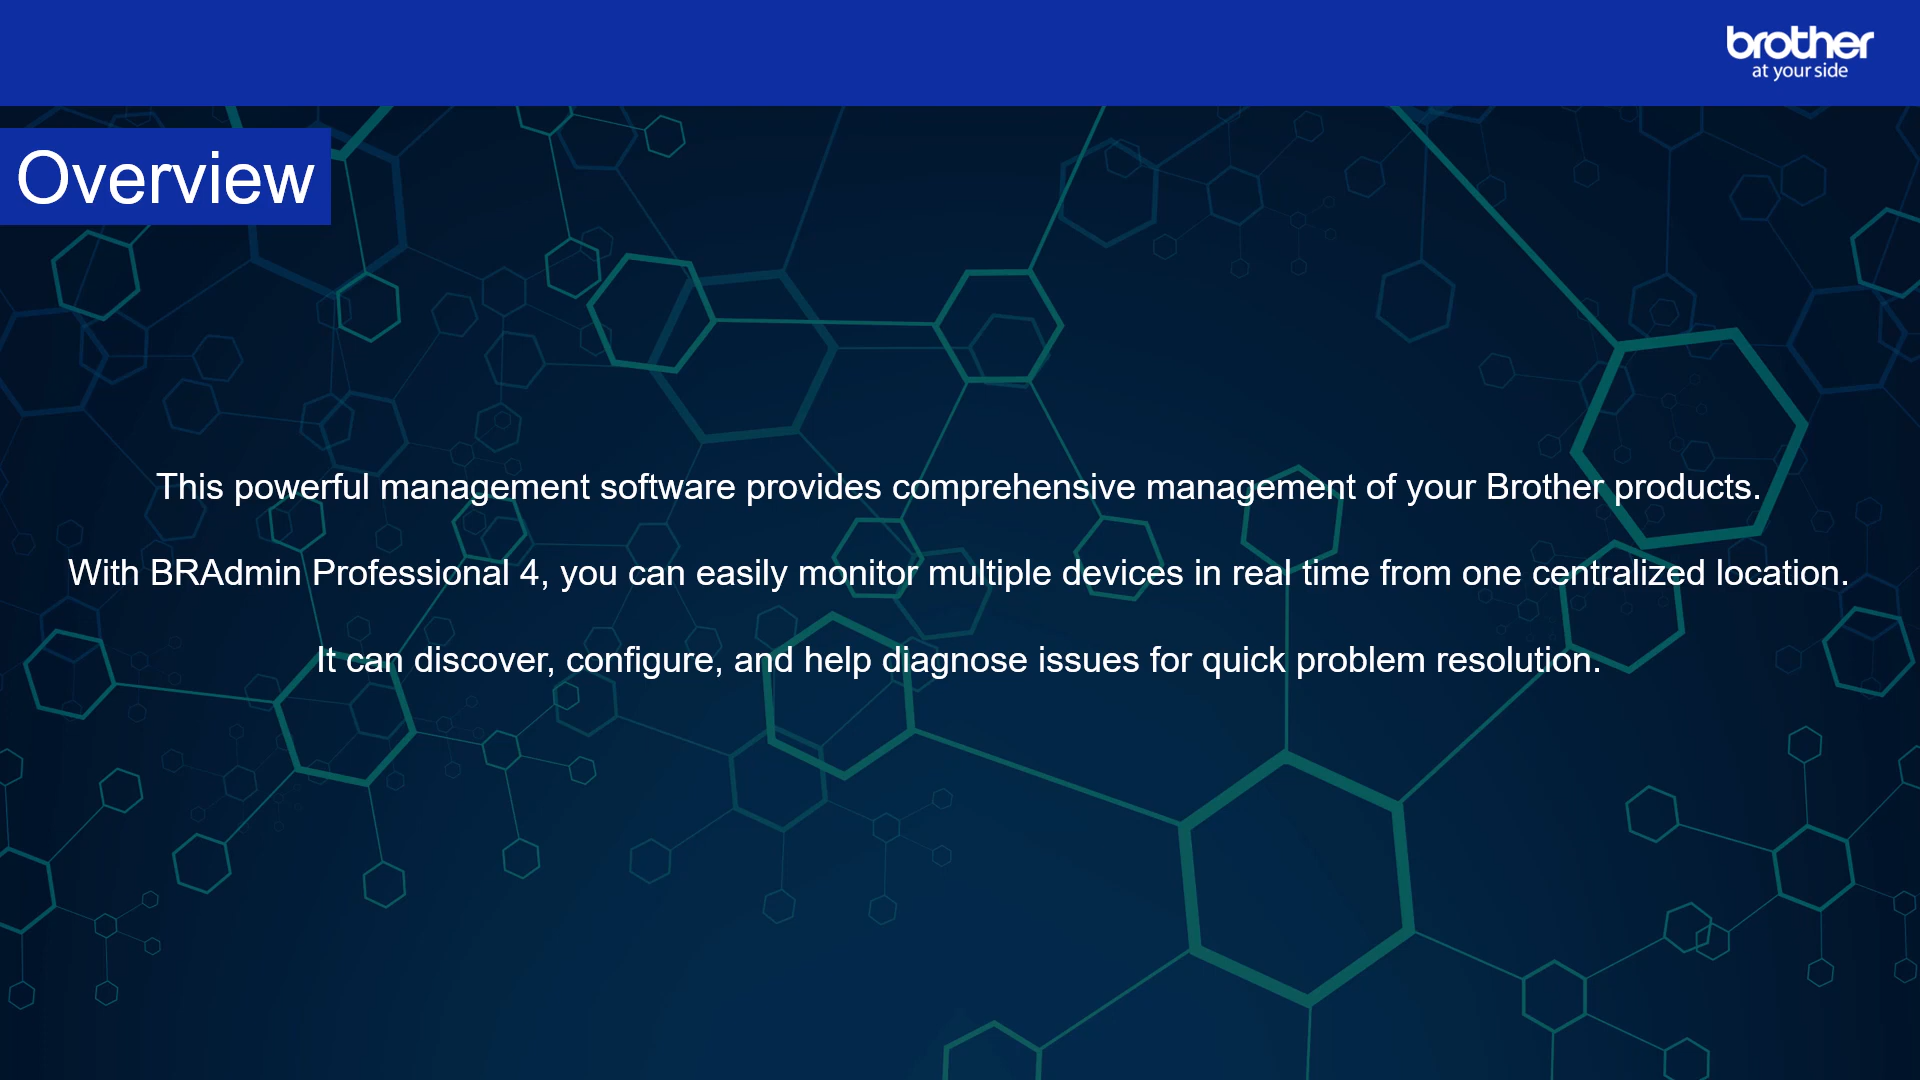 brother
at your side
Overview
This powerful management software provides comprehensive management of your Brother products.
With BRAdmin Professional 4, you can easily monitor multiple devices in real time from one centralized location.
It can discover, configure, and help diagnose issues for quick problem resolution.